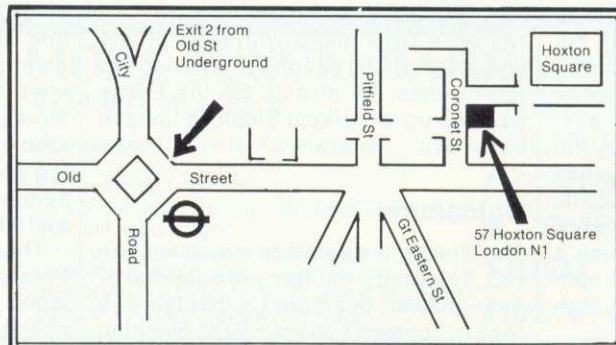 City
Exit 2 from
Old St
Underground
Pitfield St
Coronet St
Hoxton
Square
Old
Street
Road
Gt Eastern St
57 Hoxton Square
London N1